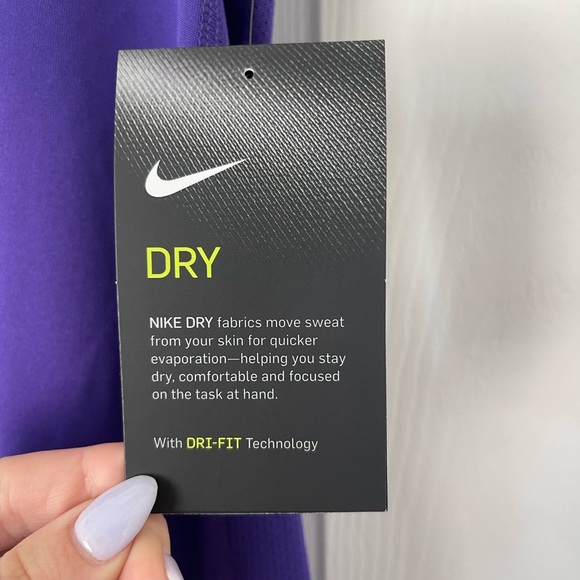 DRY
NIKE DRY fabrics move sweat
from your skin for quicker
evaporation—helping you stay
dry, comfortable and focused
on the task at hand.
With DRI-FIT Technology